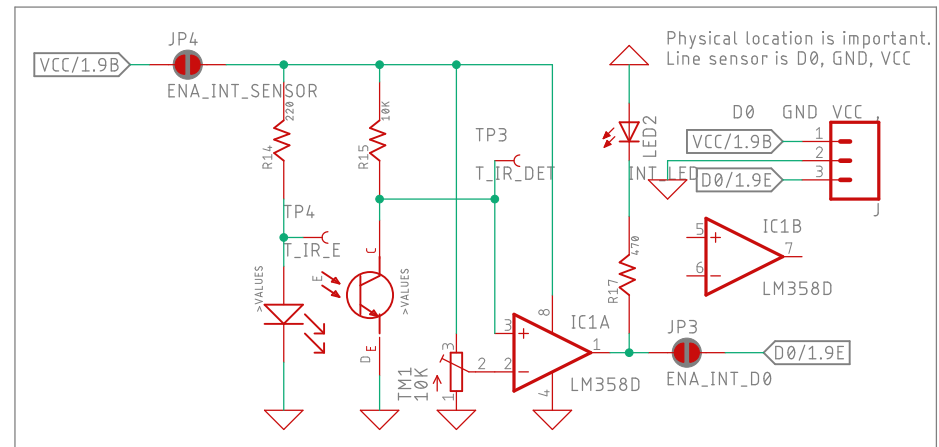 JP4
VCC/1.9B
ENA_INT_SENSOR
Physical location is important.
Line sensor is D0, GND, VCC
D0 GND VCC
VCC/1.9B
D0/1.9E
1
2
3
J
R14
220
R15
10K
TP3
T_IR_DET
LED2
INT_LED
TP4
T_IR_E
>VALUES
C
E
>VALUES
D
E
IC1B
5
6
7
+
-
LM358D
R17
470
TM1
10K
3
2
1
IC1A
3
2
8
4
1
+
-
LM358D
JP3
ENA_INT_D0
D0/1.9E